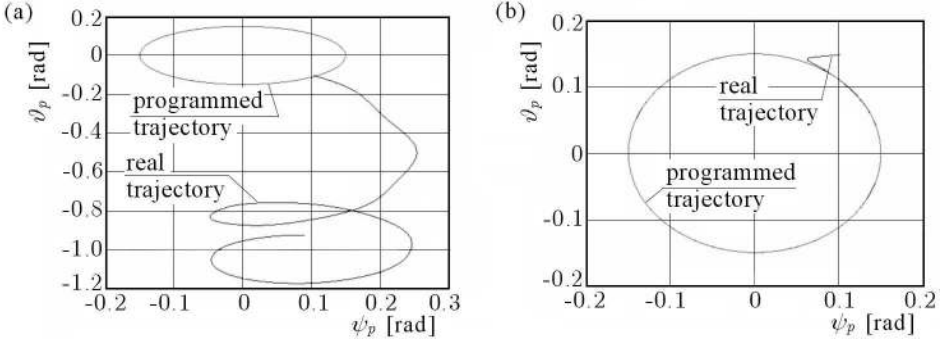 (a)
0.2
0
-0.2
-0.4
-0.6
-0.8
-1.0
-1.2
ϑp [rad]
programmed
trajectory
real
trajectory
-0.2 -0.1 0 0.1 0.2 0.3
ψp [rad]
(b)
0.2
0.1
0
-0.1
-0.2
ϑp [rad]
real
trajectory
programmed
trajectory
-0.2 -0.1 0 0.1 0.2
ψp [rad]